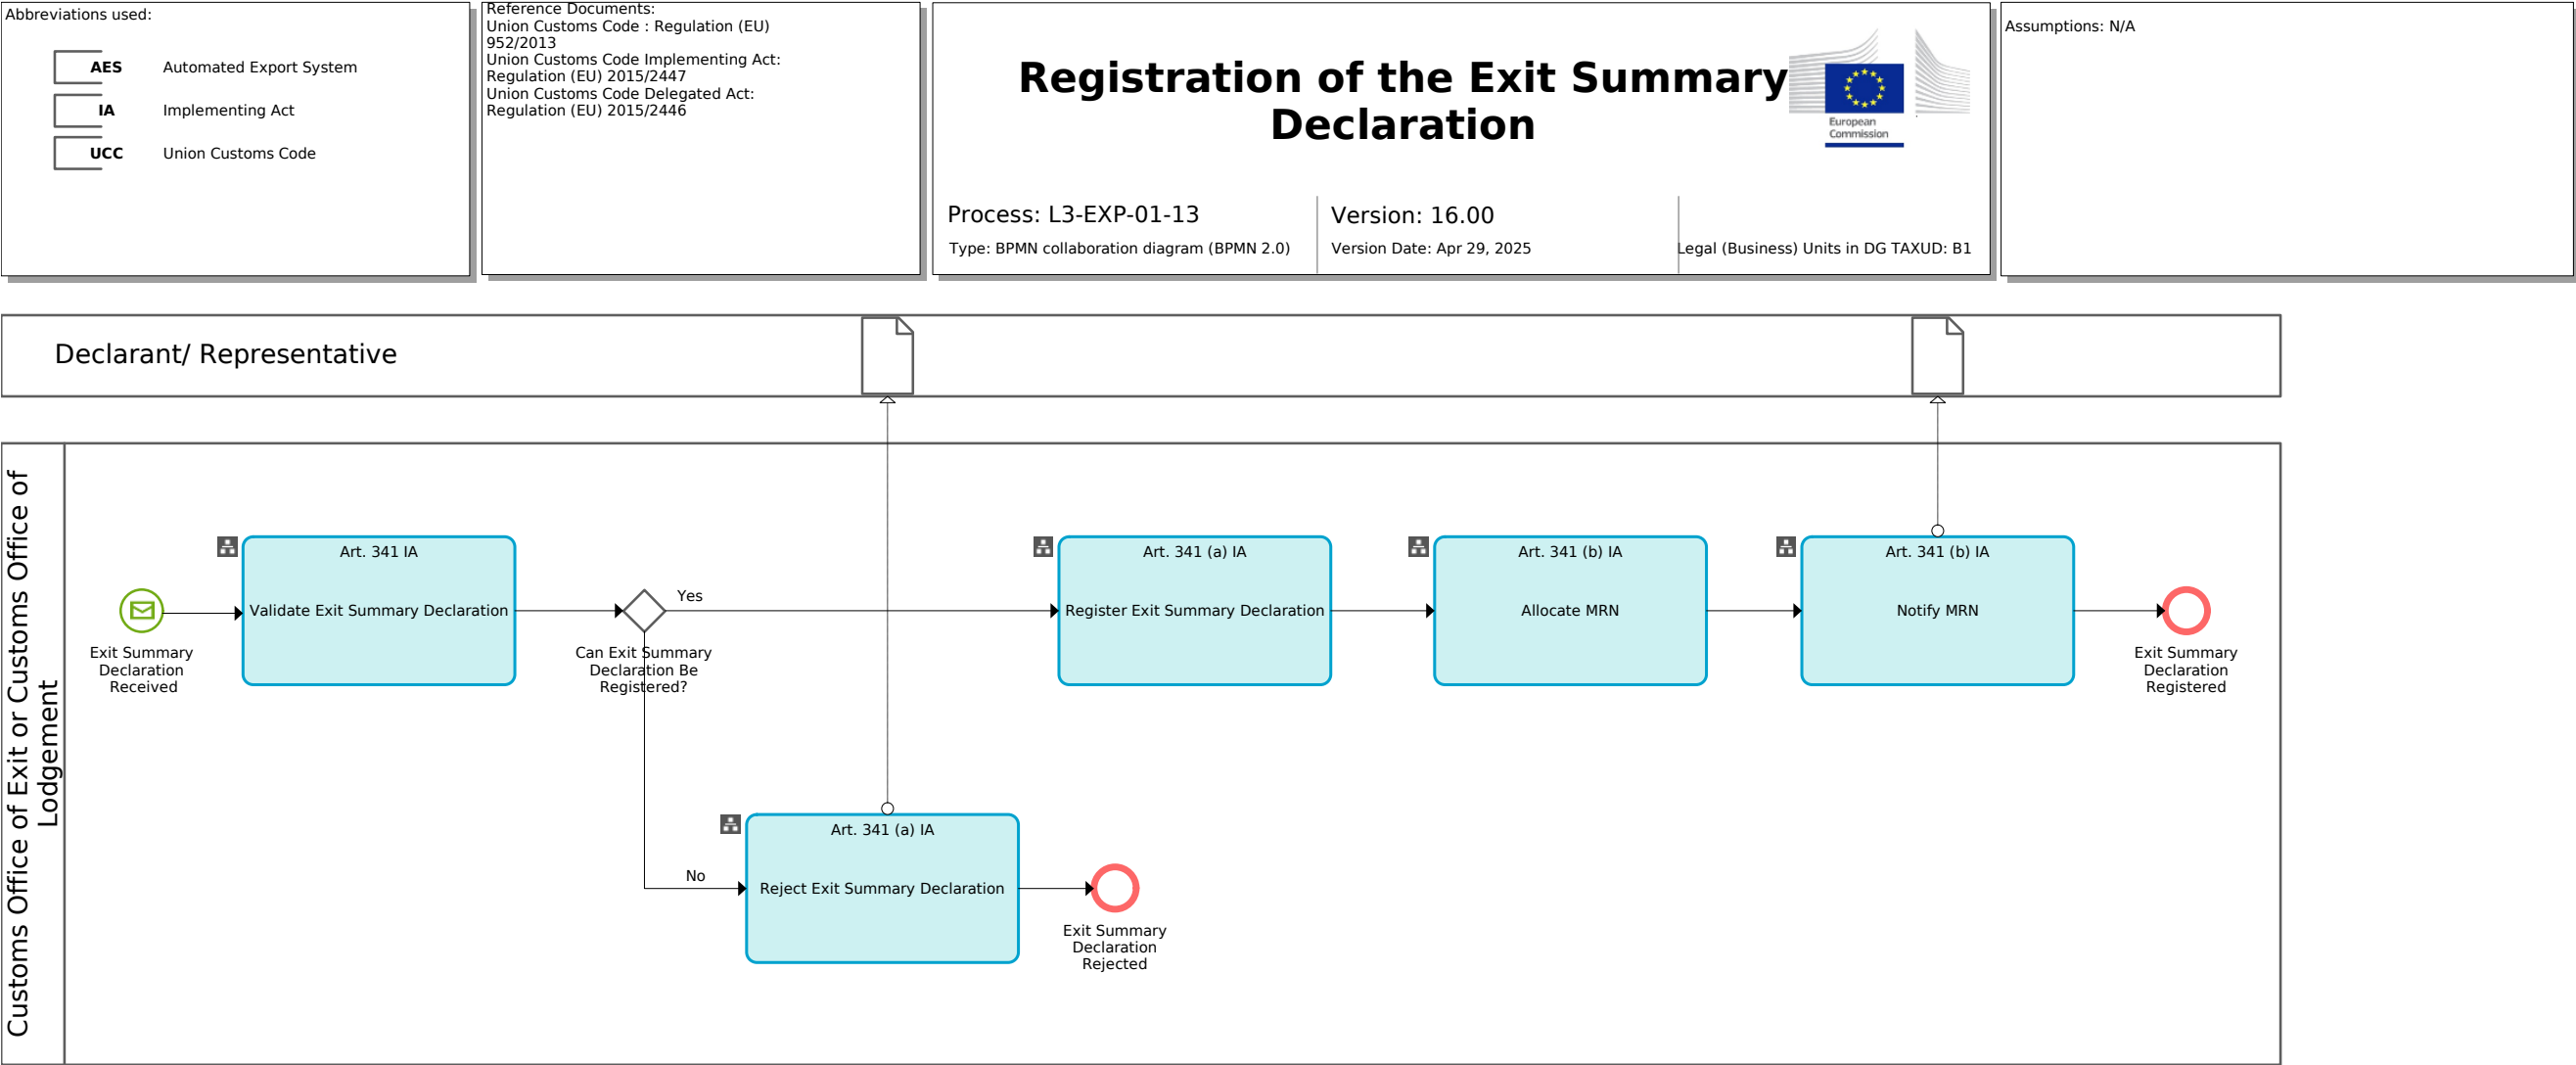 Abbreviations used:
AES Automated Export System
IA Implementing Act
UCC Union Customs Code
Reference Documents:
Union Customs Code : Regulation (EU)
952/2013
Union Customs Code Implementing Act:
Regulation (EU) 2015/2447
Union Customs Code Delegated Act:
Regulation (EU) 2015/2446
Registration of the Exit Summary
Declaration
European
Commission
Process: L3-EXP-01-13
Version: 16.00
Type: BPMN collaboration diagram (BPMN 2.0)
Version Date: Apr 29, 2025
Legal (Business) Units in DG TAXUD: B1
Assumptions: N/A
Declarant/ Representative
Customs Office of Exit or Customs Office of
Lodgement
Exit Summary
Declaration
Received
Art. 341 IA
Validate Exit Summary Declaration
Can Exit Summary
Declaration Be
Registered?
Yes
Art. 341 (a) IA
Register Exit Summary Declaration
Art. 341 (b) IA
Allocate MRN
Art. 341 (b) IA
Notify MRN
Exit Summary
Declaration
Registered
No
Art. 341 (a) IA
Reject Exit Summary Declaration
Exit Summary
Declaration
Rejected